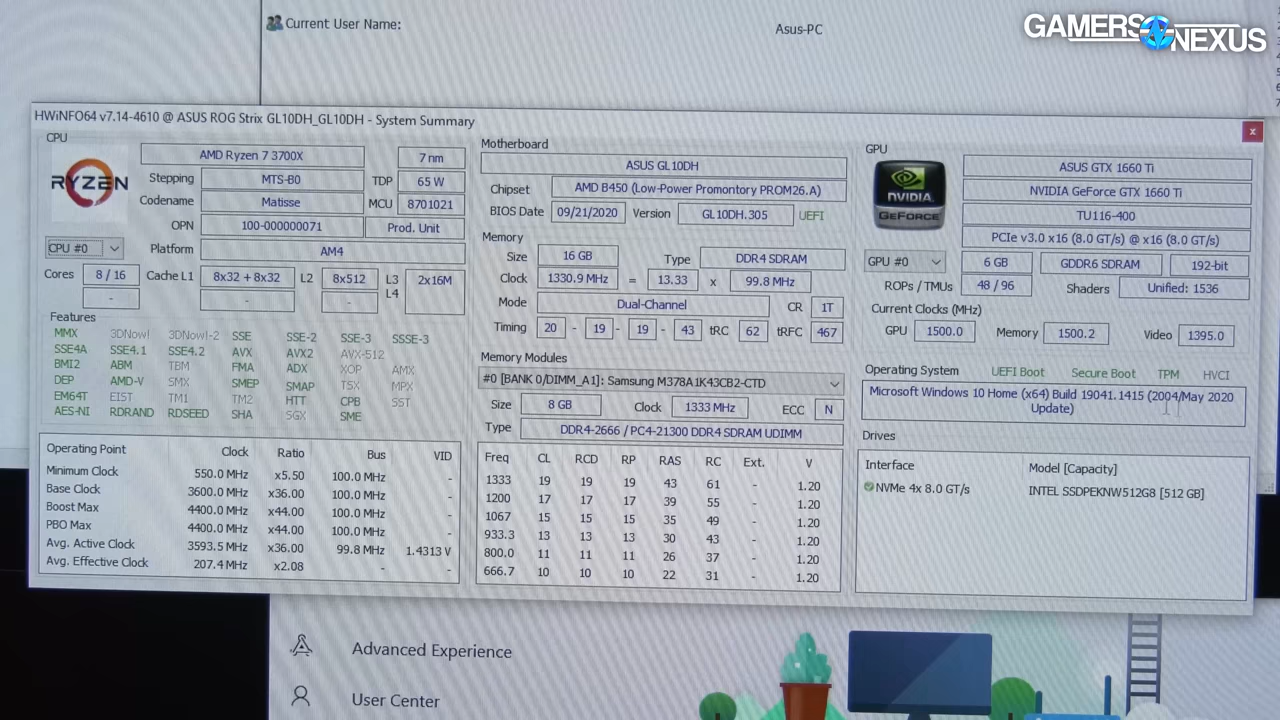 Current User Name:
Asus-PC
GAMERS NEXUS
HWiNFO64 v7.14-4610 @ ASUS ROG Strix GL10DH_GL10DH - System Summary
CPU
RYZEN
AMD Ryzen 7 3700X
7 nm
Stepping MTS-B0 TDP 65 W
Codename Matisse MCU 8701021
OPN 100-000000071 Prod. Unit
CPU #0 Platform AM4
Cores 8 / 16 Cache L1 8x32 + 8x32 L2 8x512 L3 2x16M
- - - L4
Features
MMX 3DNow! 3DNow!-2 SSE SSE-2 SSE-3 SSSE-3
SSE4A SSE4.1 SSE4.2 AVX AVX2 AVX-512
BMI2 ABM TBM FMA ADX XOP AMX
DEP AMD-V SMX SMEP SMAP TSX MPX
EM64T EIST TM1 TM2 HTT CPB SST
AES-NI RDRAND RDSEED SHA SGX SME
Operating Point Clock Ratio Bus VID
Minimum Clock 550.0 MHz x5.50 100.0 MHz -
Base Clock 3600.0 MHz x36.00 100.0 MHz -
Boost Max 4400.0 MHz x44.00 100.0 MHz -
PBO Max 4400.0 MHz x44.00 100.0 MHz -
Avg. Active Clock 3593.5 MHz x36.00 99.8 MHz 1.4313 V
Avg. Effective Clock 207.4 MHz x2.08 - -
Motherboard
ASUS GL10DH
Chipset AMD B450 (Low-Power Promontory PROM26.A)
BIOS Date 09/21/2020 Version GL10DH.305 UEFI
Memory
Size 16 GB Type DDR4 SDRAM
Clock 1330.9 MHz = 13.33 x 99.8 MHz
Mode Dual-Channel CR 1T
Timing 20 - 19 - 19 - 43 tRC 62 tRFC 467
Memory Modules
#0 [BANK 0/DIMM_A1]: Samsung M378A1K43CB2-CTD
Size 8 GB Clock 1333 MHz ECC N
Type DDR4-2666 / PC4-21300 DDR4 SDRAM UDIMM
Freq CL RCD RP RAS RC Ext. V
1333 19 19 19 43 61 - 1.20
1200 17 17 17 39 55 - 1.20
1067 15 15 15 35 49 - 1.20
933.3 13 13 13 30 43 - 1.20
800.0 11 11 11 26 37 - 1.20
666.7 10 10 10 22 31 - 1.20
GPU
NVIDIA
GEFORCE
ASUS GTX 1660 Ti
NVIDIA GeForce GTX 1660 Ti
TU116-400
PCIe v3.0 x16 (8.0 GT/s) @ x16 (8.0 GT/s)
GPU #0 6 GB GDDR6 SDRAM 192-bit
ROPs / TMUs 48 / 96 Shaders Unified: 1536
Current Clocks (MHz)
GPU 1500.0 Memory 1500.2 Video 1395.0
Operating System UEFI Boot Secure Boot TPM HVCI
Microsoft Windows 10 Home (x64) Build 19041.1415 (2004/May 2020
Update)
Drives
Interface Model [Capacity]
NVMe 4x 8.0 GT/s INTEL SSDPEKNW512G8 [512 GB]
Advanced Experience
User Center